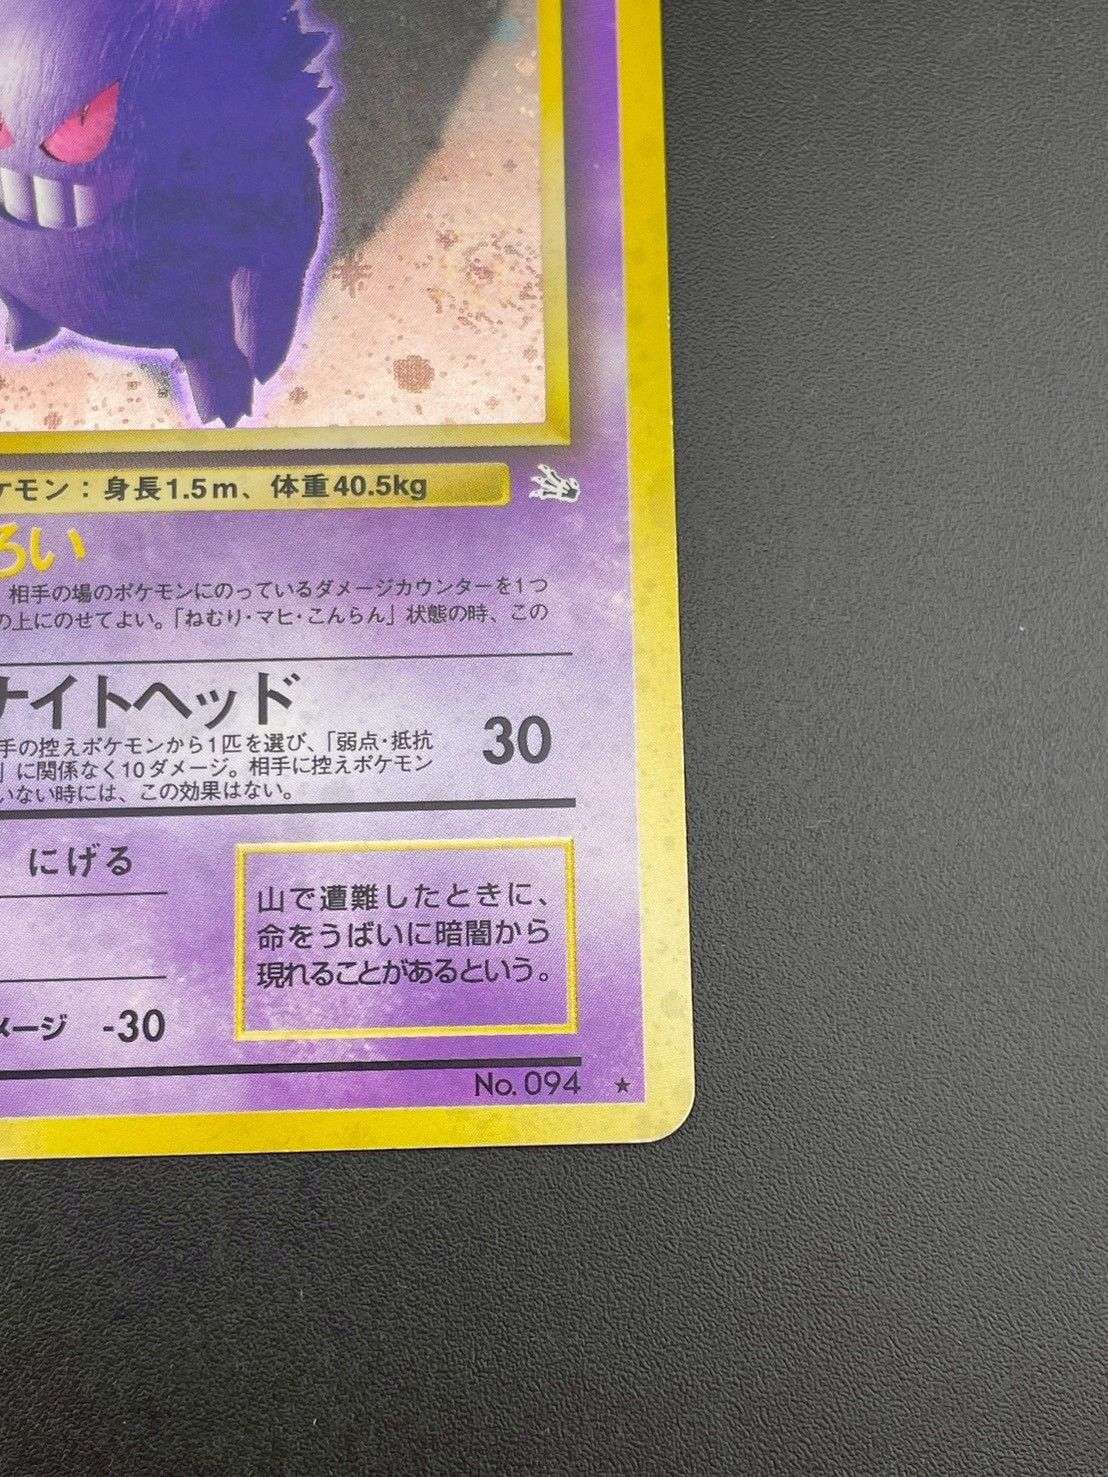 ケモン：身長1.5m、体重40.5kg
ろい
相手の場のポケモンにのっているダメージカウンターを1つ
の上にのせてよい。「ねむり・マヒ・こんらん」状態の時、この
ナイトヘッド
30
手の控えポケモンから1匹を選び、「弱点・抵抗
」に関係なく10ダメージ。相手に控えポケモン
いない時には、この効果はない。
にげる
山で遭難したときに、
命をうばいに暗闇から
現れることがあるという。
メージ -30
No. 094 ★